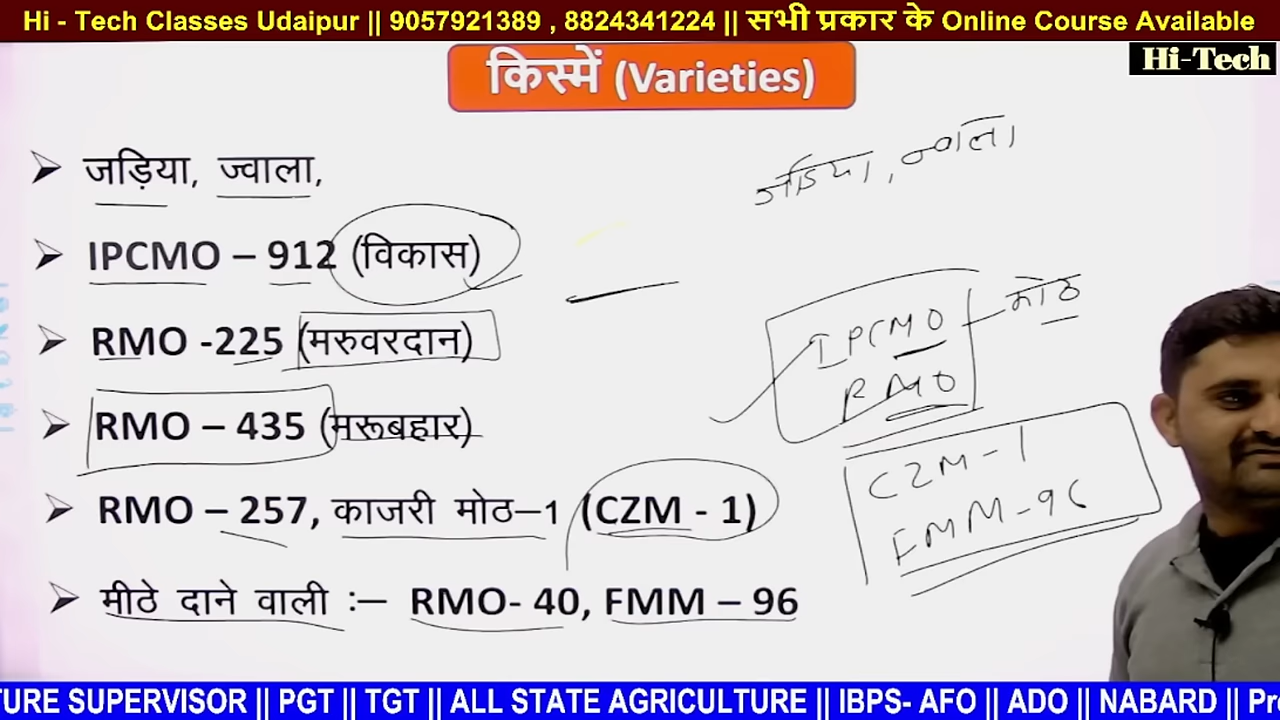 Hi - Tech Classes Udaipur || 9057921389 , 8824341224 || सभी प्रकार के Online Course Available
Hi-Tech
किस्में (Varieties)
जड़िया, ज्वाला,
जडिया, ज्वाला
IPCMO – 912 (विकास)
RMO -225 (मरुवरदान)
IPCMO मोठ
RMO
RMO – 435 (मरूबहार)
CZM-1
RMO – 257, काजरी मोठ–1 (CZM - 1)
FMM-96
मीठे दाने वाली :– RMO- 40, FMM – 96
TURE SUPERVISOR || PGT || TGT || ALL STATE AGRICULTURE || IBPS- AFO || ADO || NABARD || Pr